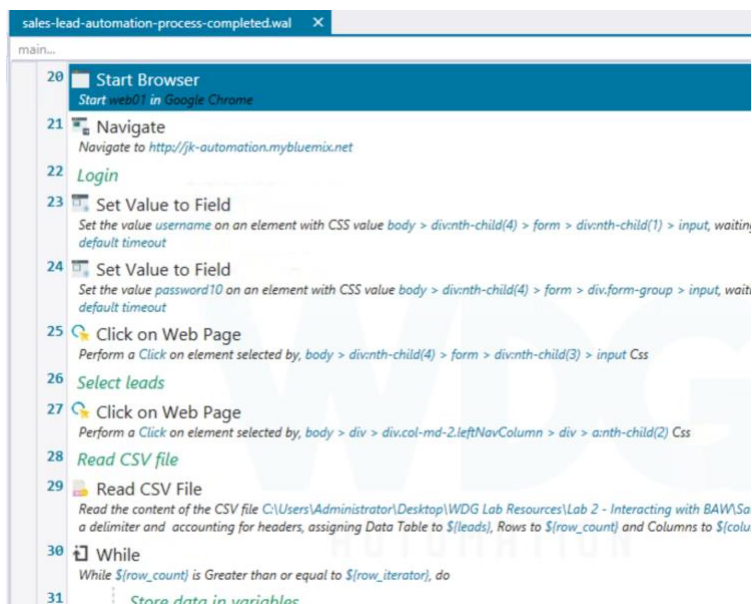 sales-lead-automation-process-completed.wal X
main...
20 Start Browser
Start web01 in Google Chrome
21 Navigate
Navigate to http://jk-automation.mybluemix.net
22 Login
23 Set Value to Field
Set the value username on an element with CSS value body > div:nth-child(4) > form > div:nth-child(1) > input, waiting
default timeout
24 Set Value to Field
Set the value password10 on an element with CSS value body > div:nth-child(4) > form > div.form-group > input, waiti
default timeout
25 Click on Web Page
Perform a Click on element selected by, body > div:nth-child(4) > form > div:nth-child(3) > input Css
26 Select leads
27 Click on Web Page
Perform a Click on element selected by, body > div > div.col-md-2.leftNavColumn > div > a:nth-child(2) Css
28 Read CSV file
29 Read CSV File
Read the content of the CSV file C:\Users\Administrator\Desktop\WDG Lab Resources\Lab 2 - Interacting with BAW\Sa
a delimiter and accounting for headers, assigning Data Table to ${leads}, Rows to ${row_count} and Columns to ${colu
30 While
While ${row_count} is Greater than or equal to ${row_iterator}, do
31 Store data in variables
WDG
AUTOMATION